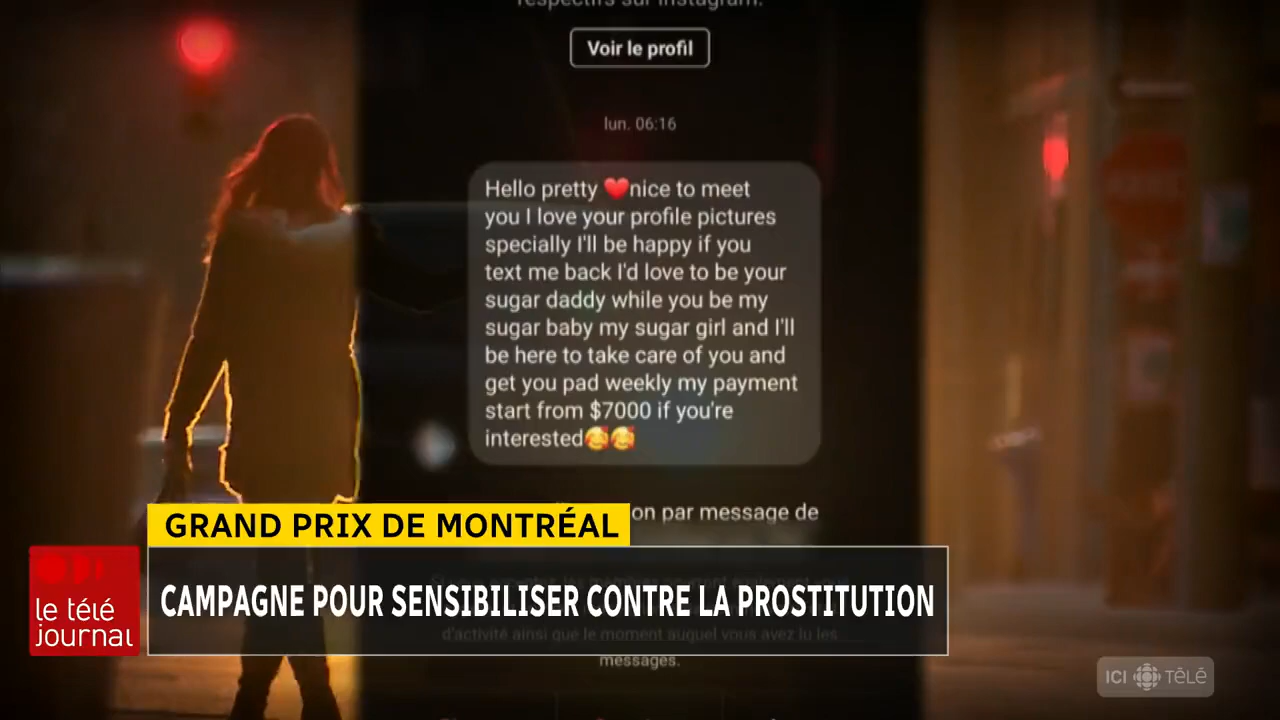 respectifs sur Instagram.
Voir le profil
lun. 06:16
Hello pretty ❤️nice to meet
you I love your profile pictures
specially I'll be happy if you
text me back I'd love to be your
sugar daddy while you be my
sugar baby my sugar girl and I'll
be here to take care of you and
get you pad weekly my payment
start from $7000 if you're
interested🥰🥰
on par message de
GRAND PRIX DE MONTRÉAL
CAMPAGNE POUR SENSIBILISER CONTRE LA PROSTITUTION
le télé
journal
d'activité ainsi que le moment auquel vous avez lu les
messages.
ICI TÉLÉ